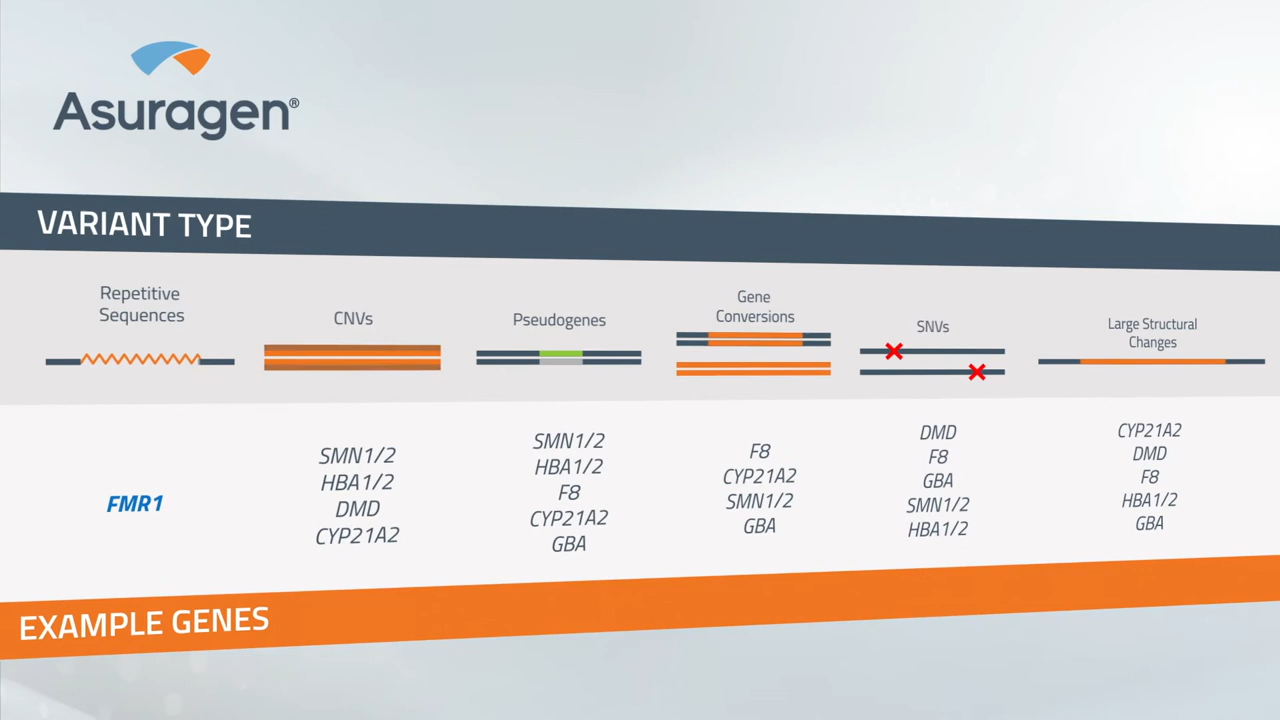 Asuragen®
VARIANT TYPE
Repetitive
Sequences
CNVs
Pseudogenes
Gene
Conversions
SNVs
Large Structural
Changes
FMR1
SMN1/2
HBA1/2
DMD
CYP21A2
SMN1/2
HBA1/2
F8
CYP21A2
GBA
F8
CYP21A2
SMN1/2
GBA
DMD
F8
GBA
SMN1/2
HBA1/2
CYP21A2
DMD
F8
HBA1/2
GBA
EXAMPLE GENES